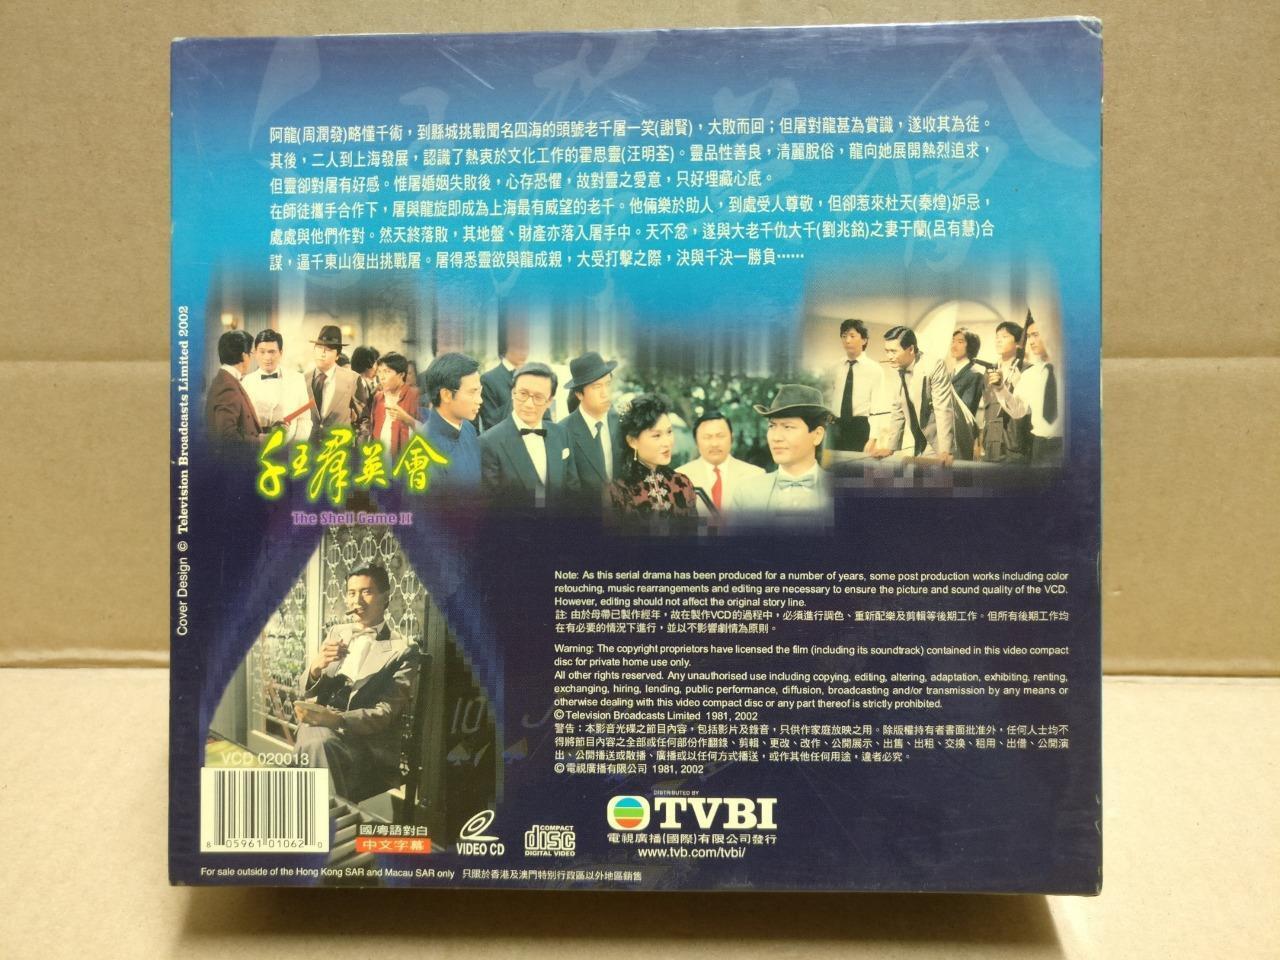 阿龍(周潤發)略懂千術，到縣城挑戰聞名四海的頭號老千屠一笑(謝賢)，大敗而回；但屠對龍甚為賞識，遂收其為徒。
其後，二人到上海發展，認識了熱衷於文化工作的霍思靈(汪明荃)。靈品性善良，清麗脫俗，龍向她展開熱烈追求，
但靈卻對屠有好感。惟屠婚姻失敗後，心存恐懼，故對靈之愛意，只好埋藏心底。
在師徒攜手合作下，屠與龍旋即成為上海最有威望的老千。他倆樂於助人，到處受人尊敬，但卻惹來杜天(秦煌)妒忌，
處處與他們作對。然天終落敗，其地盤、財產亦落入屠手中。天不忿，遂與大老千仇大千(劉兆銘)之妻于蘭(呂有慧)合
謀，逼千東山復出挑戰屠。屠得悉靈欲與龍成親，大受打擊之際，決與千決一勝負⋯⋯
Cover Design © Television Broadcasts Limited 2002
千王羣英會
The Shell Game II
Note: As this serial drama has been produced for a number of years, some post production works including color
retouching, music rearrangements and editing are necessary to ensure the picture and sound quality of the VCD.
However, editing should not affect the original story line.
註: 由於母帶已製作經年，故在製作VCD的過程中，必須進行調色、重新配樂及剪輯等後期工作。但所有後期工作均
在有必要的情況下進行，並以不影響劇情為原則。
Warning: The copyright proprietors have licensed the film (including its soundtrack) contained in this video compact
disc for private home use only.
All other rights reserved. Any unauthorised use including copying, editing, altering, adaptation, exhibiting, renting,
exchanging, hiring, lending, public performance, diffusion, broadcasting and/or transmission by any means or
otherwise dealing with this video compact disc or any part thereof is strictly prohibited.
© Television Broadcasts Limited 1981, 2002
警告：本影音光碟之節目內容，包括影片及錄音，只供作家庭放映之用。除版權持有者書面批准外，任何人士均不
得將節目內容之全部或任何部份作翻錄、剪輯、更改、改作、公開展示、出售、出租、交換、租用、出借、公開演
出、公開播送或散播、廣播或以任何方式播送，或作其他任何用途，違者必究。
© 電視廣播有限公司 1981, 2002
10 J
VCD 020013
8 05961 01062 0
國/粵語對白
中文字幕
VIDEO CD
COMPACT
disc
DIGITAL VIDEO
DISTRIBUTED BY
TVBI
電視廣播(國際)有限公司發行
www.tvb.com/tvbi/
For sale outside of the Hong Kong SAR and Macau SAR only 只限於香港及澳門特別行政區以外地區銷售